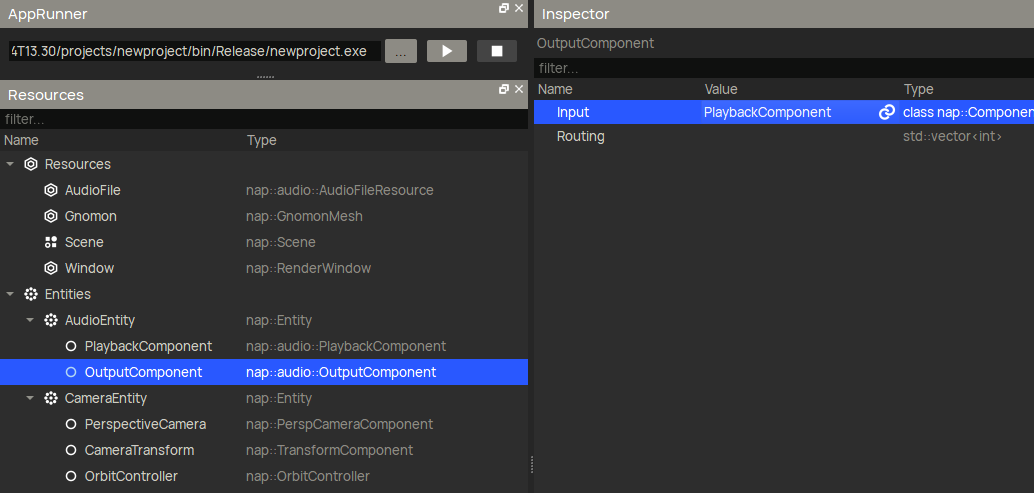 AppRunner
4T13.30/projects/newproject/bin/Release/newproject.exe
...
Resources
filter...
Name Type
Resources
AudioFile nap::audio::AudioFileResource
Gnomon nap::GnomonMesh
Scene nap::Scene
Window nap::RenderWindow
Entities
AudioEntity nap::Entity
PlaybackComponent nap::audio::PlaybackComponent
OutputComponent nap::audio::OutputComponent
CameraEntity nap::Entity
PerspectiveCamera nap::PerspCameraComponent
CameraTransform nap::TransformComponent
OrbitController nap::OrbitController
Inspector
OutputComponent
filter...
Name Value Type
Input PlaybackComponent class nap::Componen
Routing std::vector<int>